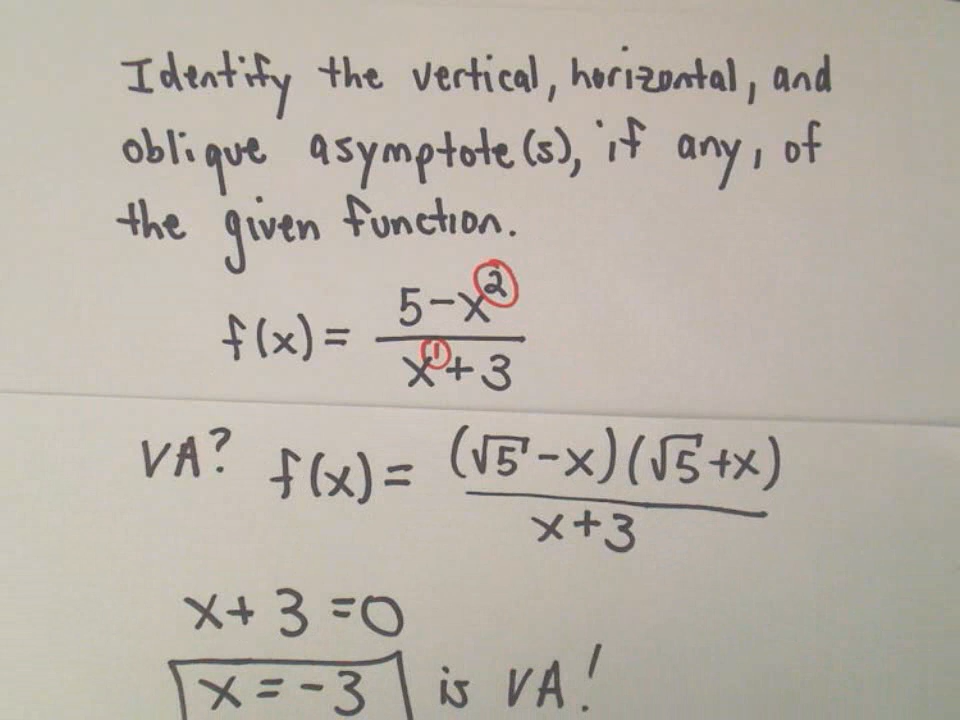 Identify the vertical, horizontal, and
oblique asymptote(s), if any, of
the given function.
f(x) = (5-x²)/(x¹+3)
VA? f(x) = ((√5-x)(√5+x))/(x+3)
x+3=0
x=-3 is VA!